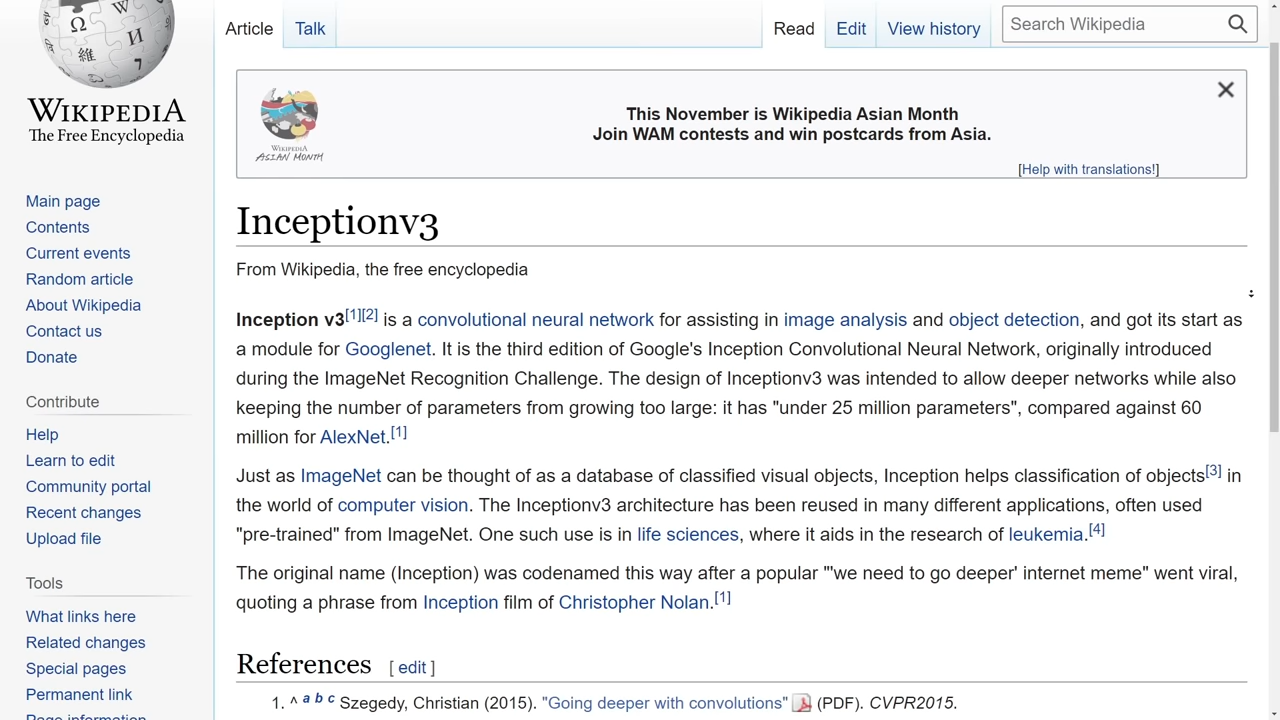 Article
Talk
Read
Edit
View history
Search Wikipedia
WIKIPEDIA
The Free Encyclopedia
Ω
W
И
維
WIKIPEDIA
ASIAN MONTH
This November is Wikipedia Asian Month
Join WAM contests and win postcards from Asia.
[Help with translations!]
Main page
Contents
Current events
Random article
About Wikipedia
Contact us
Donate
Contribute
Help
Learn to edit
Community portal
Recent changes
Upload file
Tools
What links here
Related changes
Special pages
Permanent link
Page information
Inceptionv3
From Wikipedia, the free encyclopedia
Inception v3[1][2] is a convolutional neural network for assisting in image analysis and object detection, and got its start as
a module for Googlenet. It is the third edition of Google's Inception Convolutional Neural Network, originally introduced
during the ImageNet Recognition Challenge. The design of Inceptionv3 was intended to allow deeper networks while also
keeping the number of parameters from growing too large: it has "under 25 million parameters", compared against 60
million for AlexNet.[1]
Just as ImageNet can be thought of as a database of classified visual objects, Inception helps classification of objects[3] in
the world of computer vision. The Inceptionv3 architecture has been reused in many different applications, often used
"pre-trained" from ImageNet. One such use is in life sciences, where it aids in the research of leukemia.[4]
The original name (Inception) was codenamed this way after a popular "'we need to go deeper' internet meme" went viral,
quoting a phrase from Inception film of Christopher Nolan.[1]
References [ edit ]
1. ^ a b c Szegedy, Christian (2015). "Going deeper with convolutions" (PDF). CVPR2015.